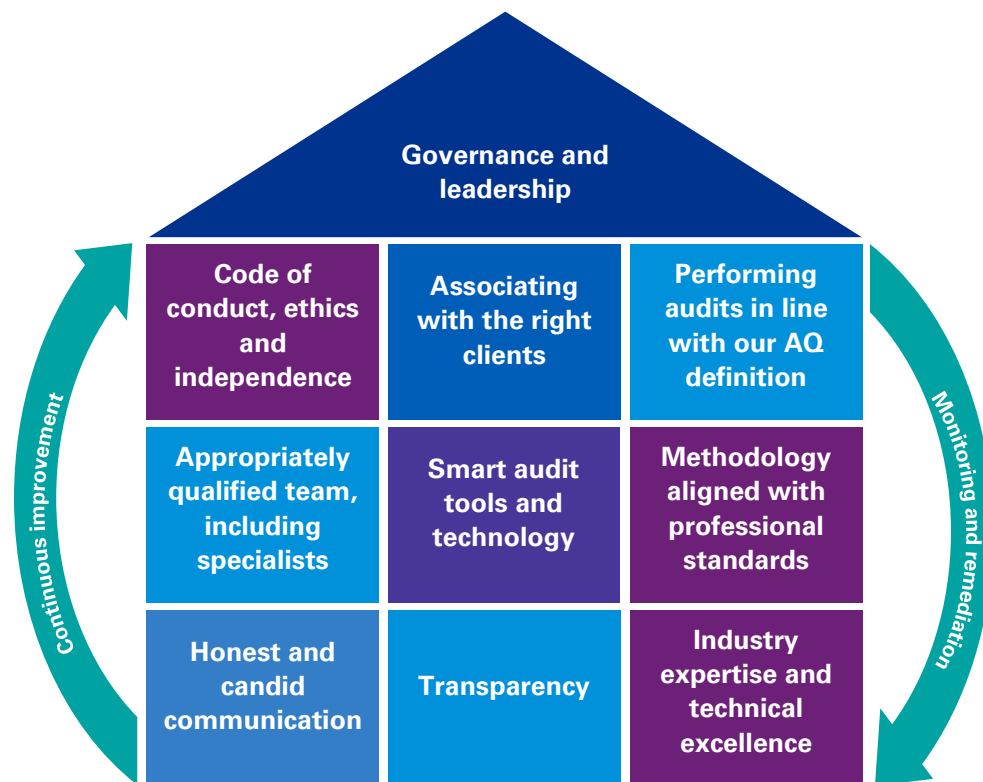 Governance and
leadership
Code of
conduct, ethics
and
independence
Associating
with the right
clients
Performing
audits in line
with our AQ
definition
Appropriately
qualified team,
including
specialists
Smart audit
tools and
technology
Methodology
aligned with
professional
standards
Honest and
candid
communication
Transparency
Industry
expertise and
technical
excellence
Continuous improvement
Monitoring and remediation